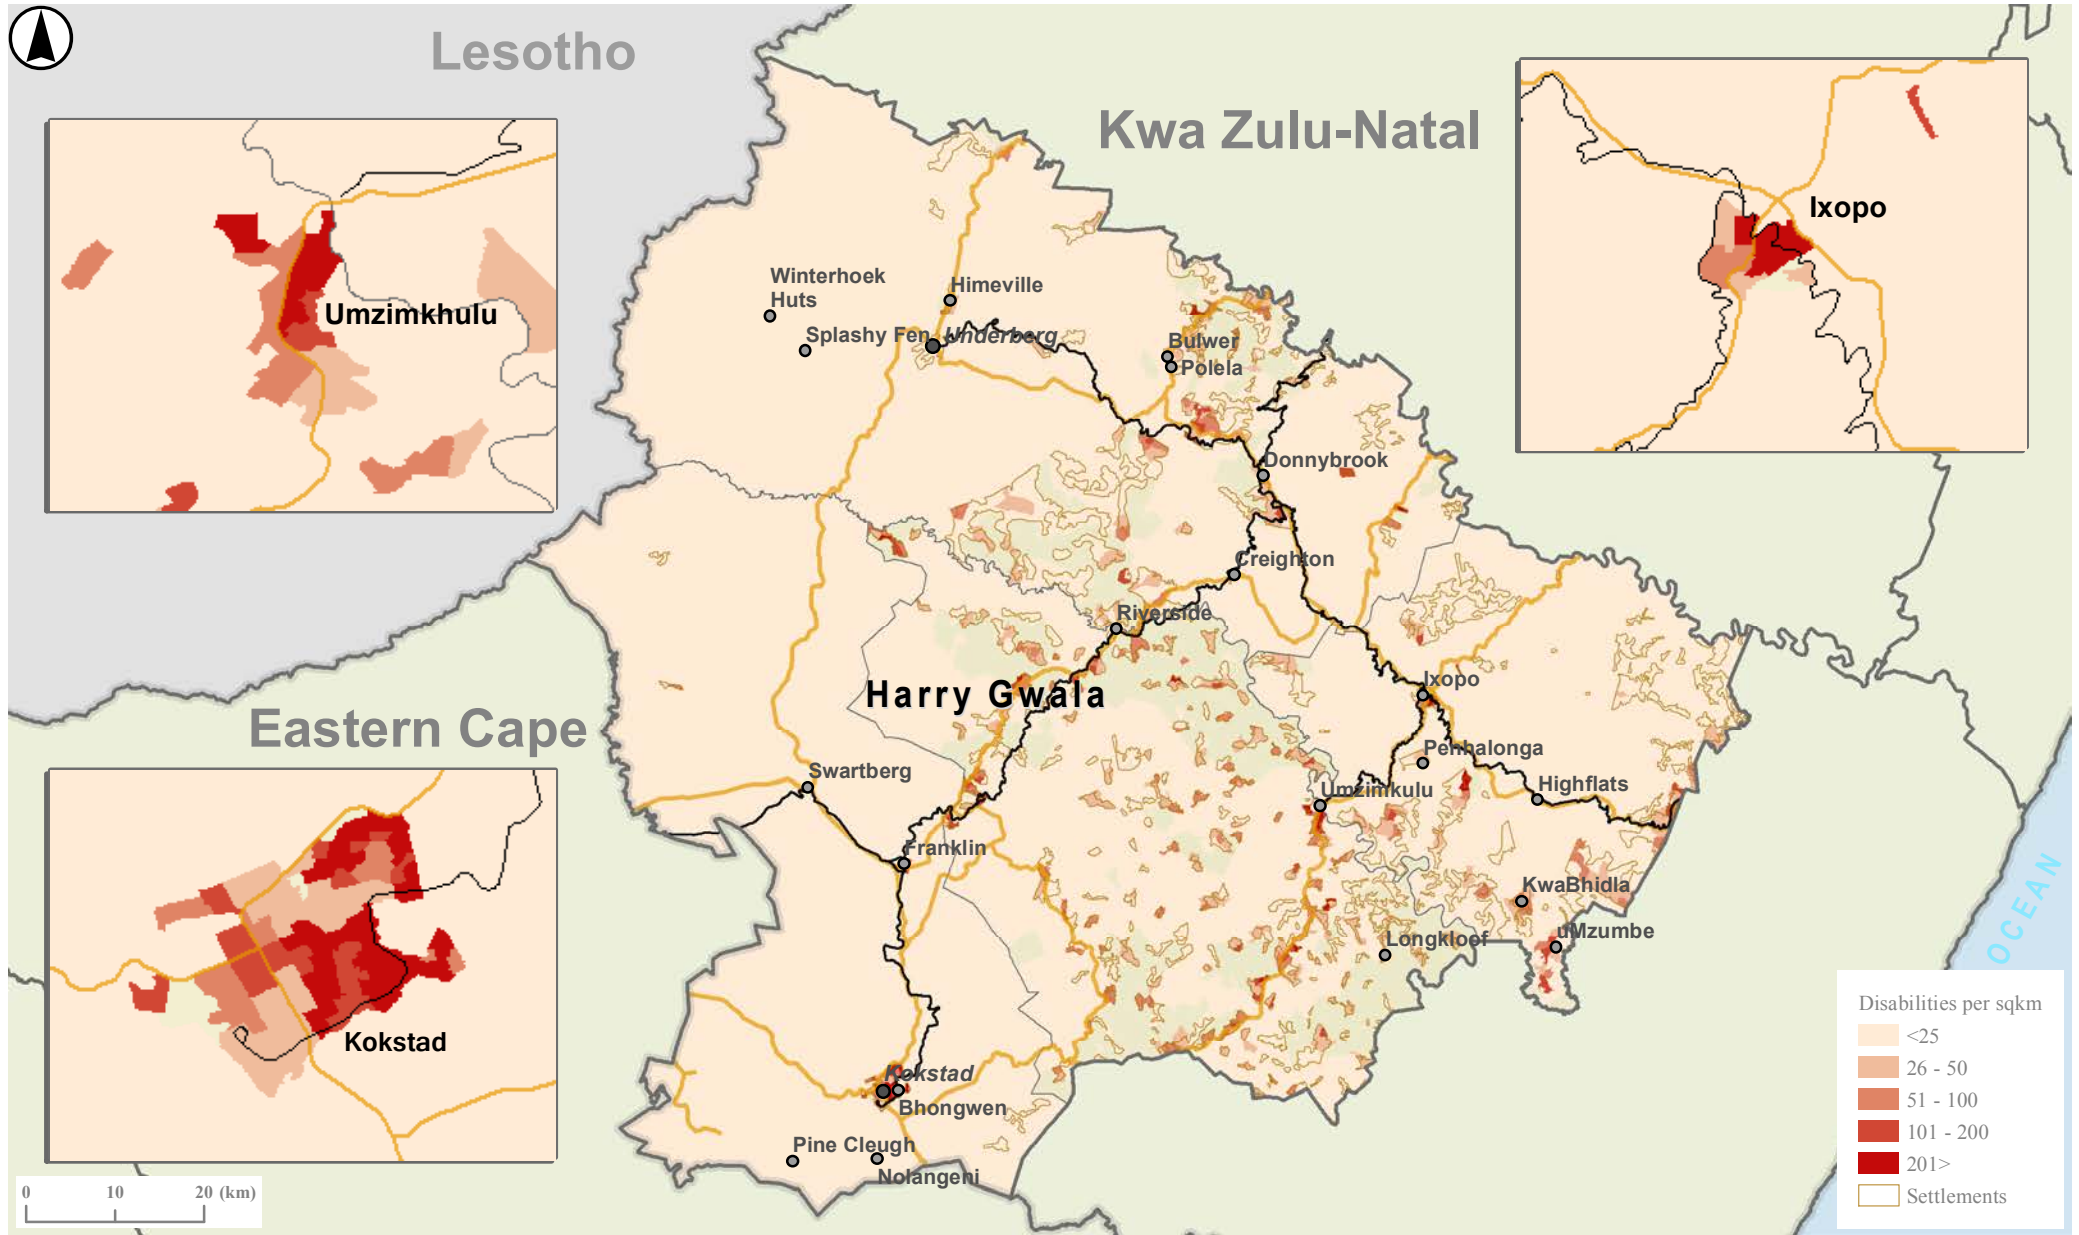 Lesotho
Kwa Zulu-Natal
Ixopo
Umzimkhulu
Winterhoek
Huts
Himeville
Splashy Fen
Underberg
Bulwer
Polela
Donnybrook
Creighton
Riverside
Harry Gwala
Ixopo
Eastern Cape
Penhalonga
Swartberg
Highflats
Umzimkulu
Franklin
KwaBhidla
uMzumbe
Longkloof
OCEAN
Kokstad
Kokstad
Bhongwen
Pine Cleugh
Nolangeni
Disabilities per sqkm
<25
26 - 50
51 - 100
101 - 200
201>
Settlements
0 10 20 (km)